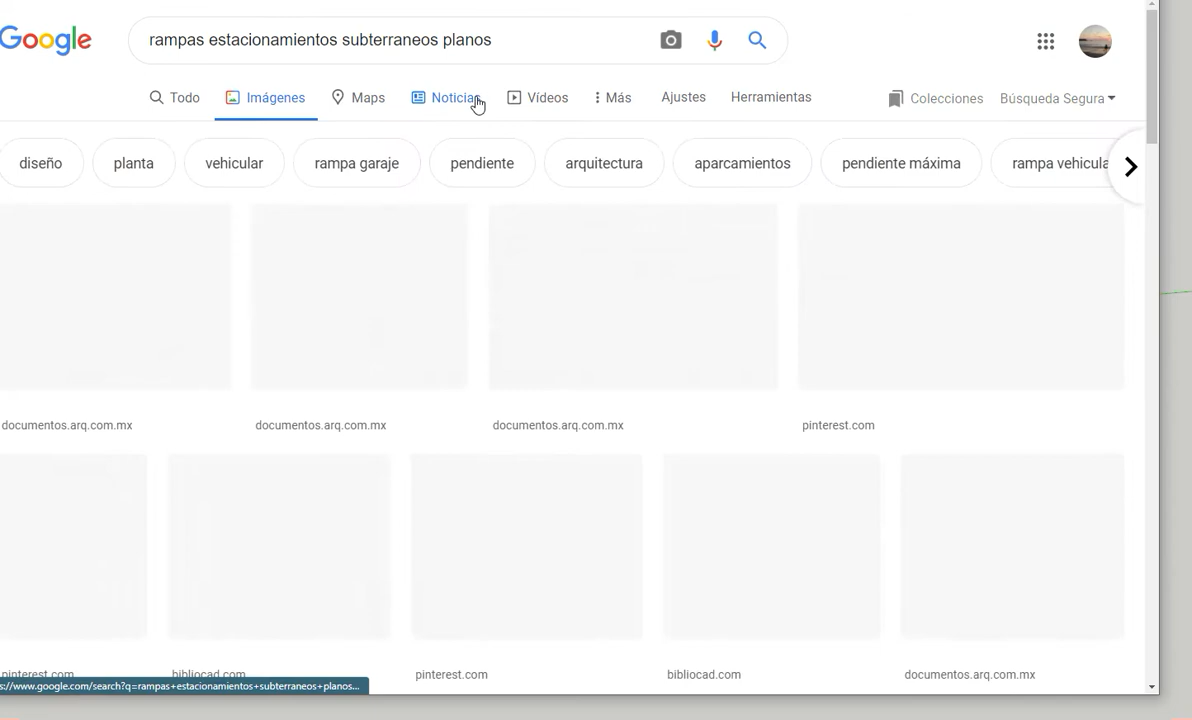 Google
rampas estacionamientos subterraneos planos
Todo
Imágenes
Maps
Noticias
Vídeos
Más
Ajustes
Herramientas
Colecciones
Búsqueda Segura
diseño
planta
vehicular
rampa garaje
pendiente
arquitectura
aparcamientos
pendiente máxima
rampa vehicula
documentos.arq.com.mx
documentos.arq.com.mx
documentos.arq.com.mx
pinterest.com
pinterest.com
bibliocad.com
pinterest.com
bibliocad.com
documentos.arq.com.mx
s://www.google.com/search?q=rampas+estacionamientos+subterraneos+planos...